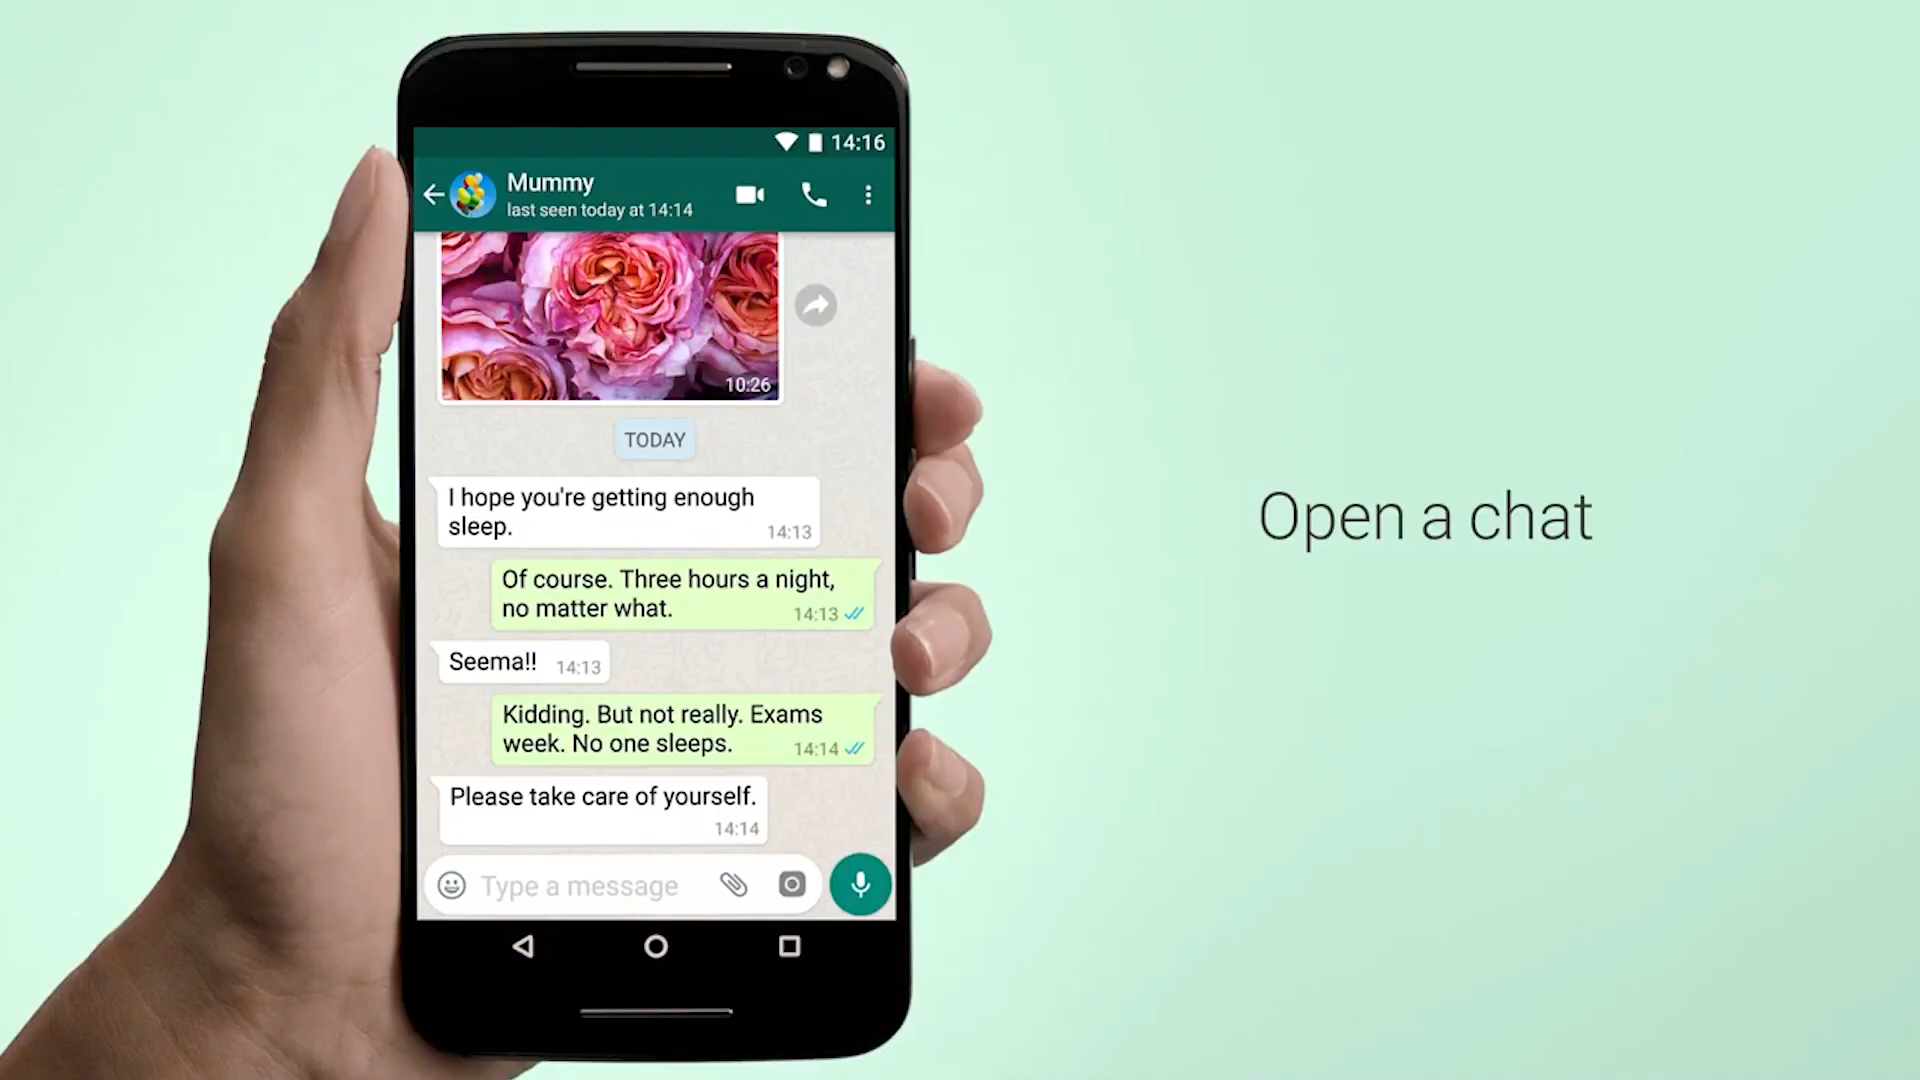 14:16
Mummy
last seen today at 14:14
10:26
TODAY
I hope you're getting enough
sleep.
14:13
Of course. Three hours a night,
no matter what.
14:13
Seema!! 14:13
Kidding. But not really. Exams
week. No one sleeps.
14:14
Please take care of yourself.
14:14
Type a message
Open a chat